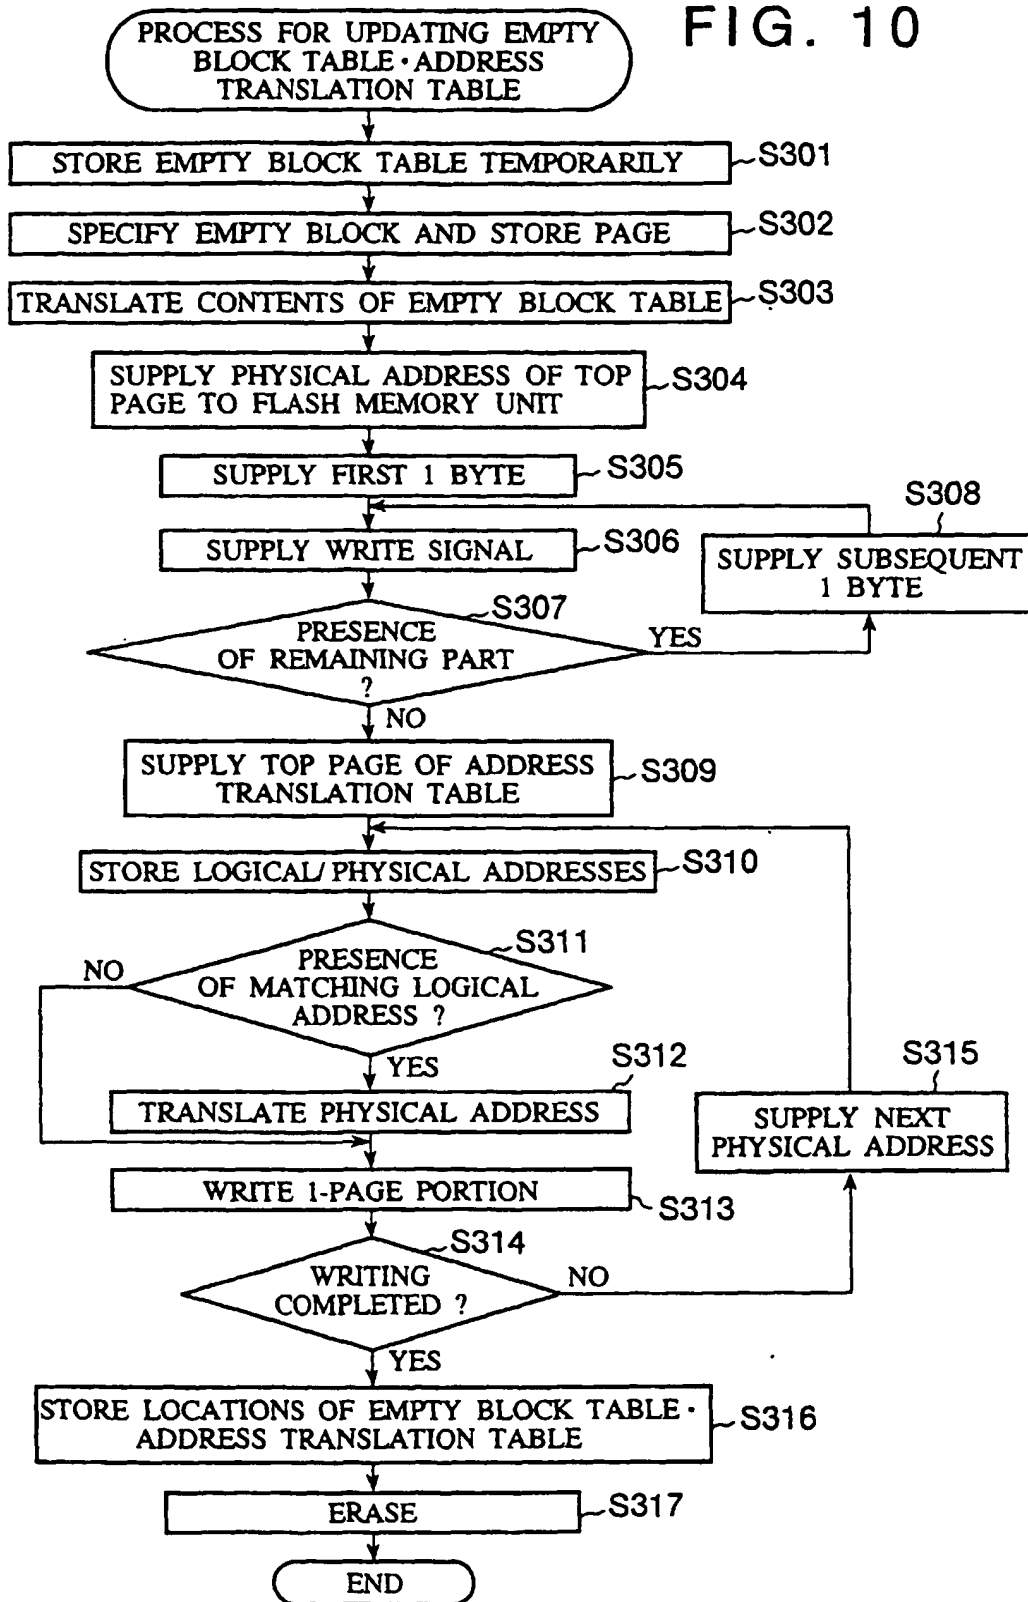 FIG. 10
PROCESS FOR UPDATING EMPTY
BLOCK TABLE·ADDRESS
TRANSLATION TABLE
STORE EMPTY BLOCK TABLE TEMPORARILY
S301
SPECIFY EMPTY BLOCK AND STORE PAGE
S302
TRANSLATE CONTENTS OF EMPTY BLOCK TABLE
S303
SUPPLY PHYSICAL ADDRESS OF TOP
PAGE TO FLASH MEMORY UNIT
S304
SUPPLY FIRST 1 BYTE
S305
SUPPLY WRITE SIGNAL
S306
S308
SUPPLY SUBSEQUENT
1 BYTE
S307
PRESENCE
OF REMAINING PART
?
YES
NO
SUPPLY TOP PAGE OF ADDRESS
TRANSLATION TABLE
S309
STORE LOGICAL/PHYSICAL ADDRESSES
S310
S311
PRESENCE
OF MATCHING LOGICAL
ADDRESS ?
NO
YES
S312
TRANSLATE PHYSICAL ADDRESS
S315
SUPPLY NEXT
PHYSICAL ADDRESS
WRITE 1-PAGE PORTION
S313
S314
WRITING
COMPLETED ?
NO
YES
STORE LOCATIONS OF EMPTY BLOCK TABLE·
ADDRESS TRANSLATION TABLE
S316
ERASE
S317
END